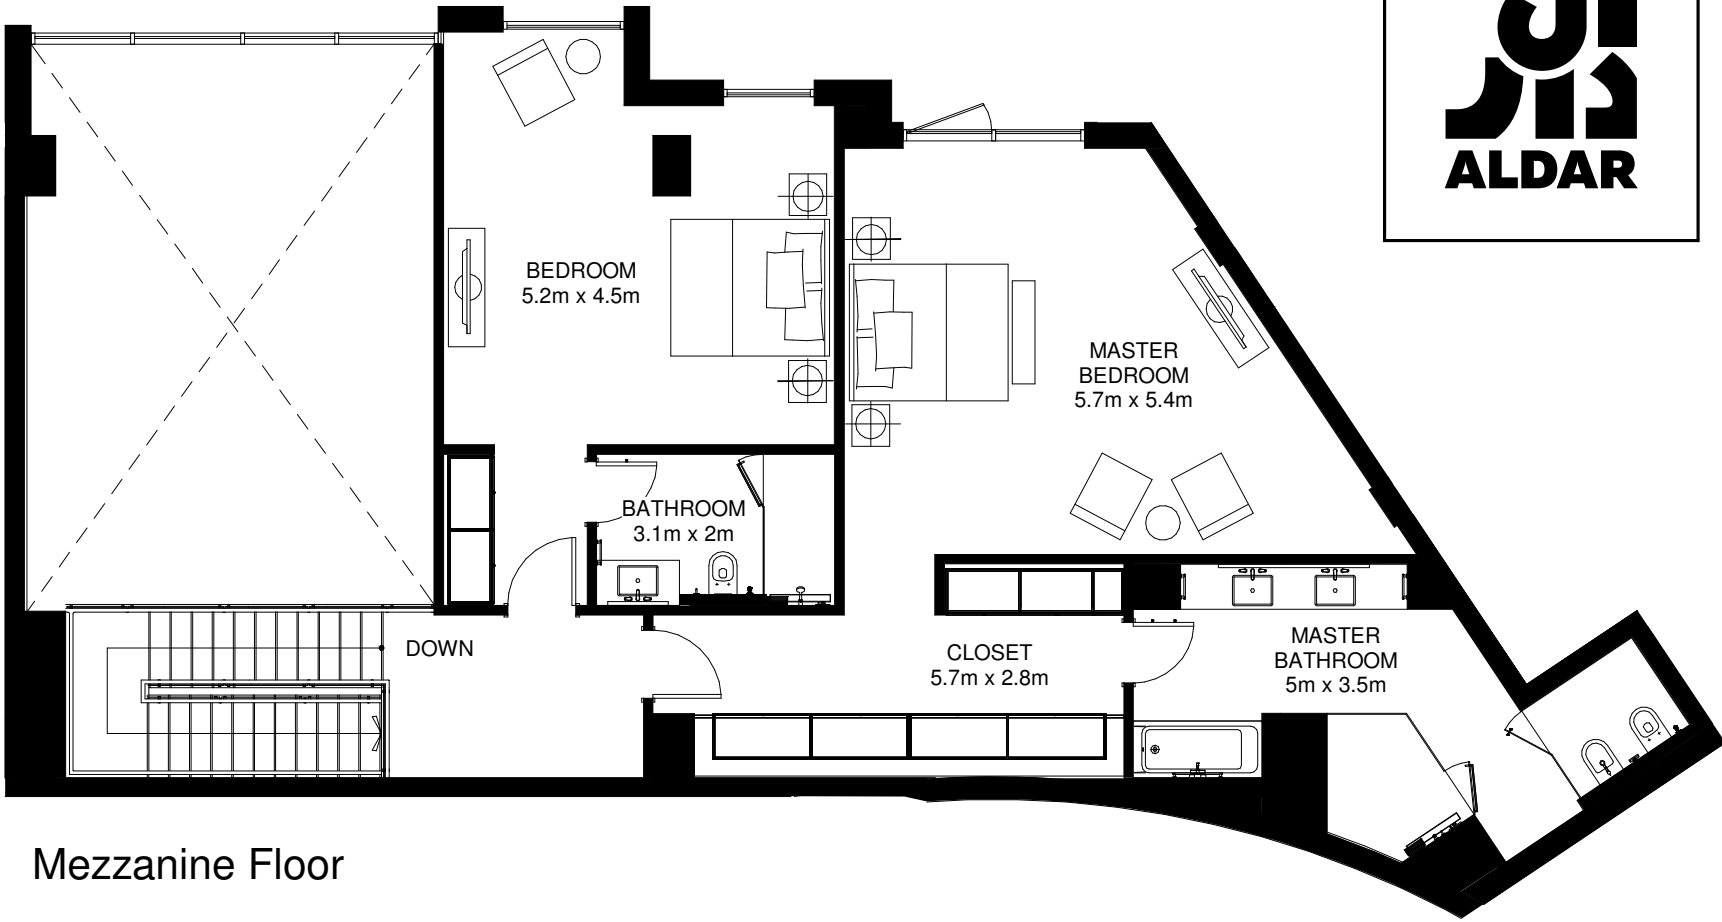 ALDAR
BEDROOM
5.2m x 4.5m
MASTER
BEDROOM
5.7m x 5.4m
BATHROOM
3.1m x 2m
DOWN
CLOSET
5.7m x 2.8m
MASTER
BATHROOM
5m x 3.5m
Mezzanine Floor